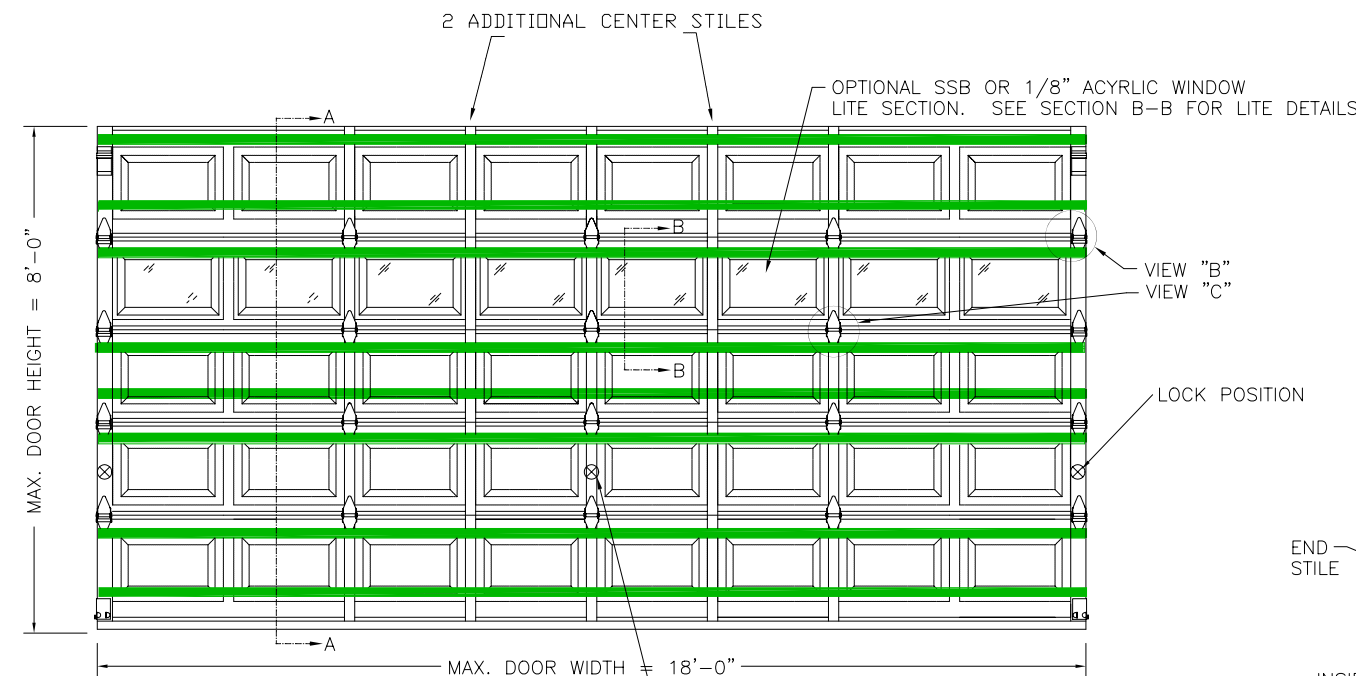 2 ADDITIONAL CENTER STILES
OPTIONAL SSB OR 1/8" ACYRLIC WINDOW
LITE SECTION. SEE SECTION B-B FOR LITE DETAILS
A
B
VIEW "B"
VIEW "C"
MAX. DOOR HEIGHT = 8'-0"
B
LOCK POSITION
END
STILE
A
MAX. DOOR WIDTH = 18'-0"